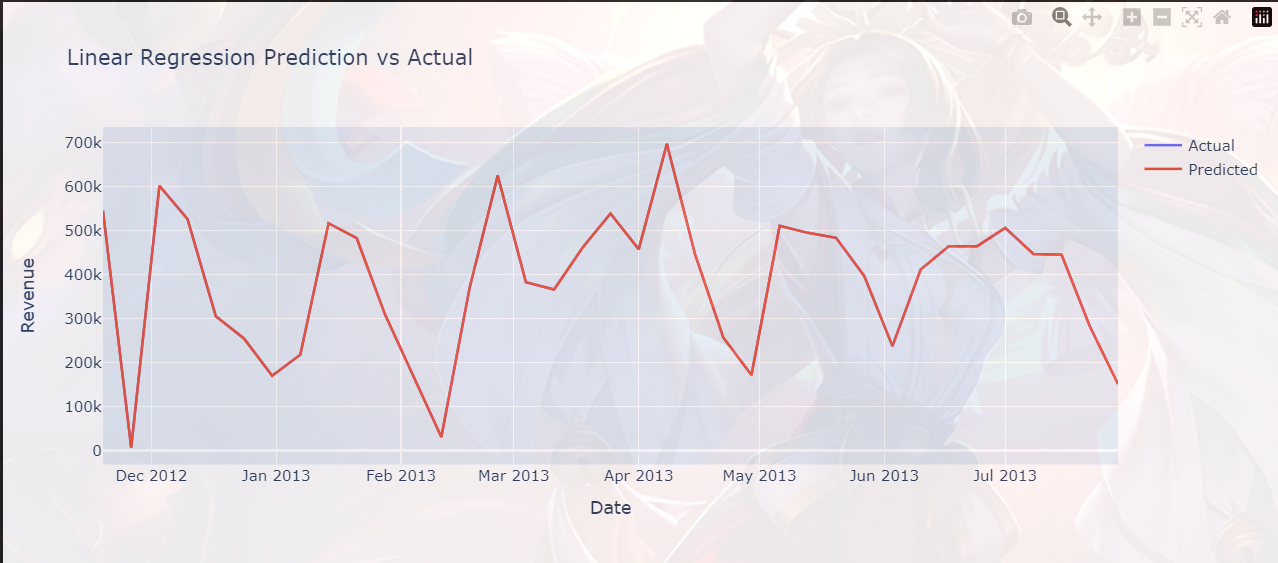 Linear Regression Prediction vs Actual
700k
600k
500k
400k
300k
200k
100k
0
Revenue
Dec 2012 Jan 2013 Feb 2013 Mar 2013 Apr 2013 May 2013 Jun 2013 Jul 2013
Date
Actual
Predicted